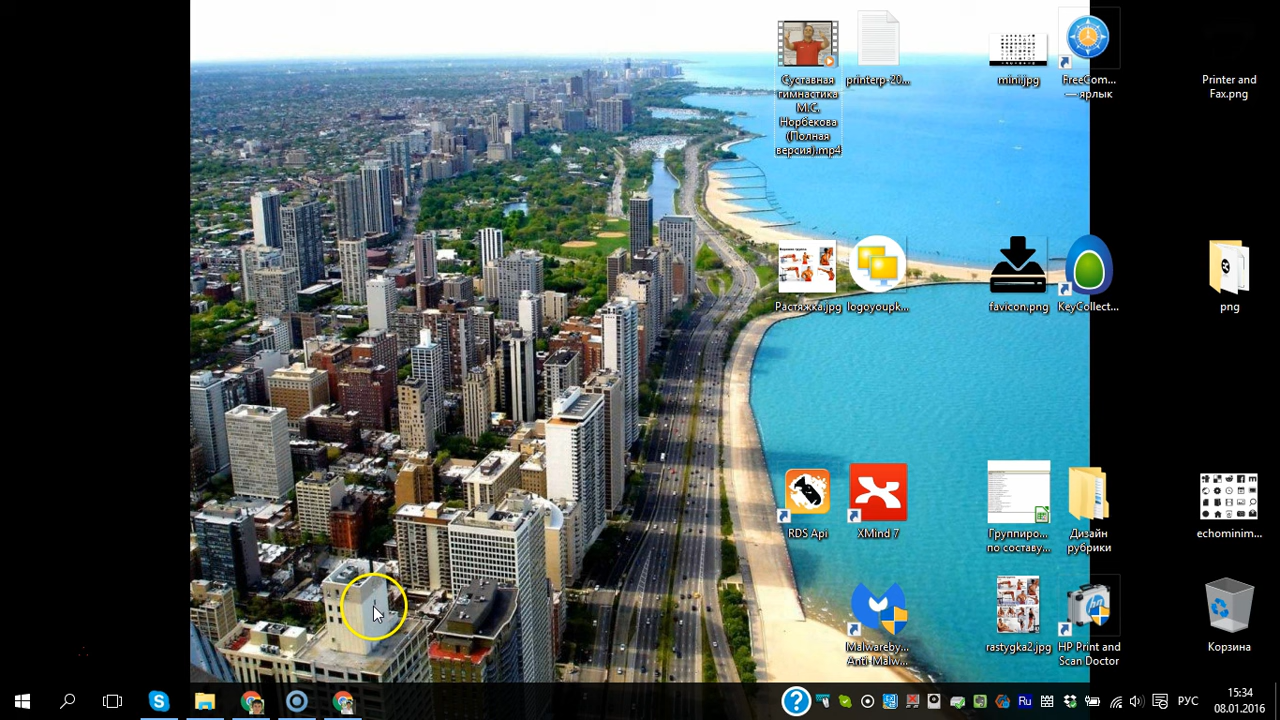 Суставная
гимнастика
М.С.
Норбекова
(Полная
версия).mp4
printerp-20...
mini.jpg
FreeCom...
— ярлык
Printer and
Fax.png
Растяжка.jpg
logoyoupk...
favicon.png
KeyCollect...
png
RDS Api
XMind 7
Группиро...
по составу...
Дизайн
рубрики
echominim...
Malwareby...
Anti-Malw...
rastygka2.jpg
HP Print and
Scan Doctor
Корзина
Ru
РУС
15:34
08.01.2016